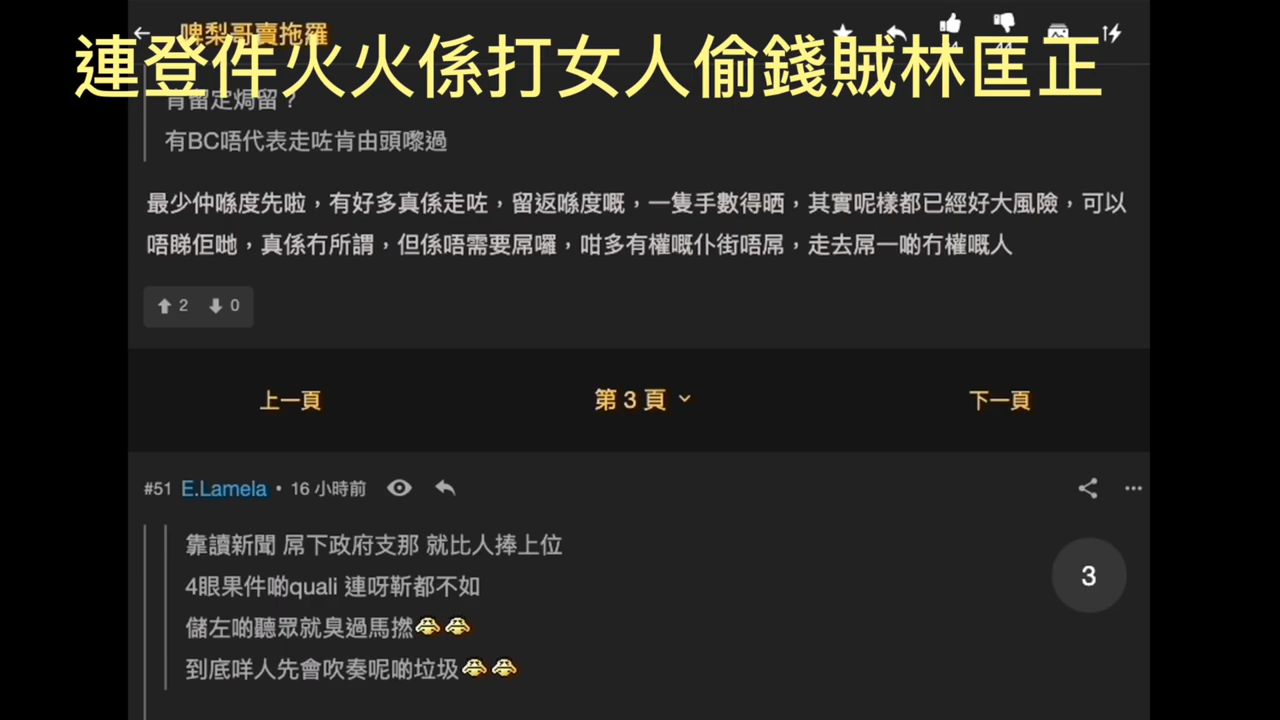 連登件火火係打女人偷錢賊林匡正
啤梨哥賣拖羅
肯留定焗留？
有BC唔代表走咗肯由頭嚟過
最少仲喺度先啦，有好多真係走咗，留返喺度嘅，一隻手數得晒，其實呢樣都已經好大風險，可以
唔睇佢哋，真係冇所謂，但係唔需要屌囉，咁多有權嘅仆街唔屌，走去屌一啲冇權嘅人
2 0
上一頁 第 3 頁 下一頁
#51 E.Lamela • 16 小時前
靠讀新聞 屌下政府支那 就比人捧上位
4眼果件啲quali 連呀靳都不如
儲左啲聽眾就臭過馬撚
3
到底咩人先會吹奏呢啲垃圾